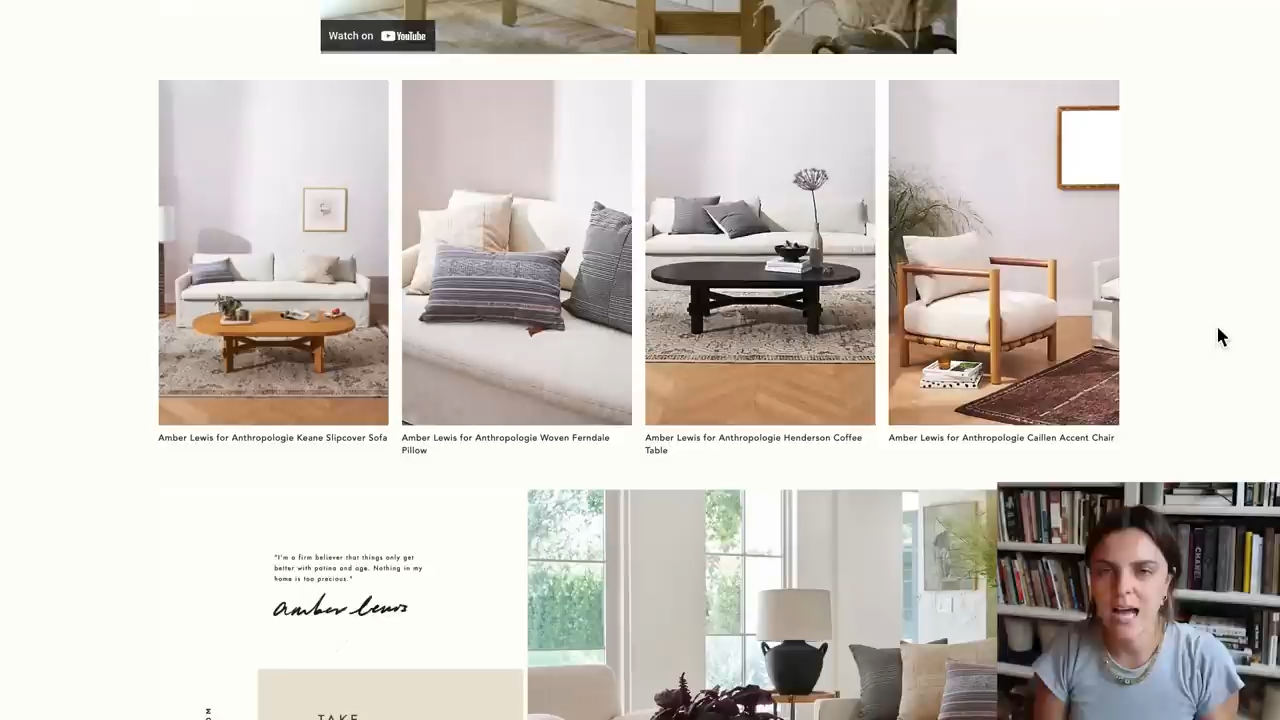 Watch on YouTube
Amber Lewis for Anthropologie Keane Slipcover Sofa
Amber Lewis for Anthropologie Woven Ferndale
Pillow
Amber Lewis for Anthropologie Henderson Coffee
Table
Amber Lewis for Anthropologie Caillen Accent Chair
"I'm a firm believer that things only get
better with patina and age. Nothing in my
home is too precious."
amber lewis
TAKE
CHANEL